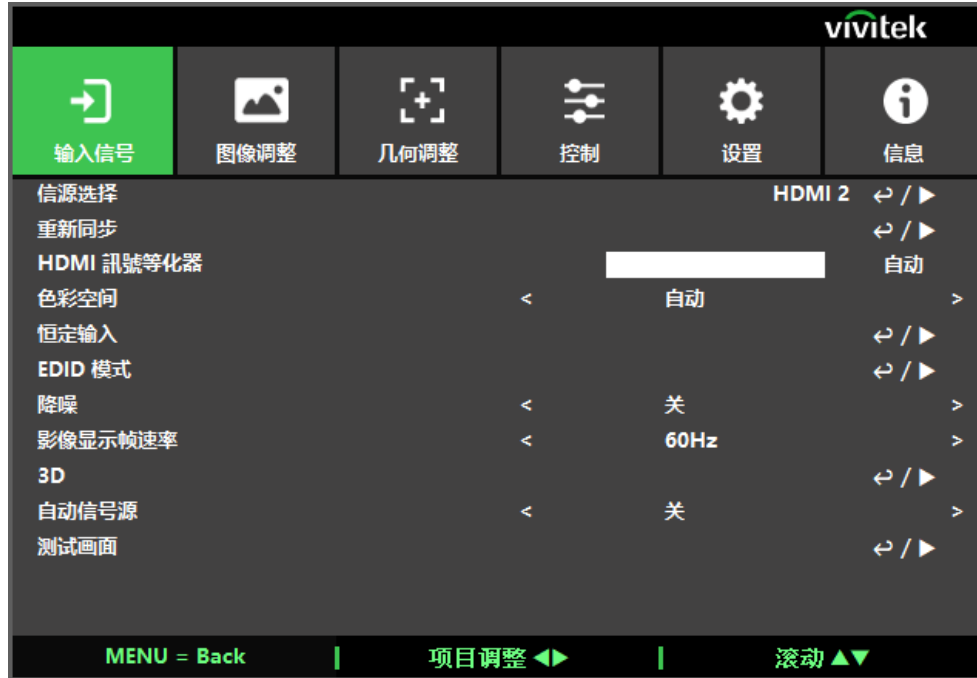 vivitek
输入信号 图像调整 几何调整 控制 设置 信息
信源选择 HDMI 2 ↩ / ▶
重新同步 ↩ / ▶
HDMI 訊號等化器 自动
色彩空间 < 自动 >
恒定输入 ↩ / ▶
EDID 模式 ↩ / ▶
降噪 < 关 >
影像显示帧速率 < 60Hz >
3D ↩ / ▶
自动信号源 < 关 >
测试画面 ↩ / ▶
MENU = Back | 项目调整 ◀▶ | 滚动 ▲▼